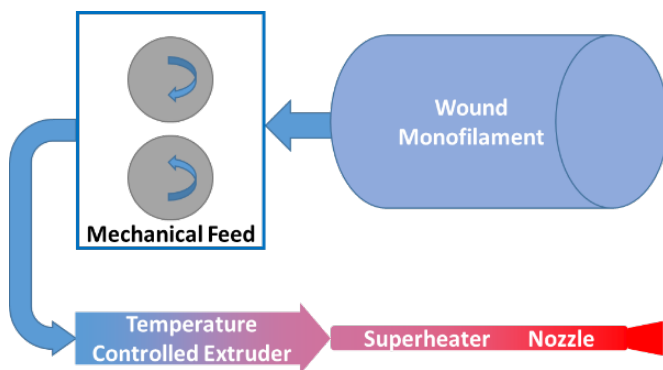 Wound
Monofilament
Mechanical Feed
Temperature
Controlled Extruder
Superheater
Nozzle